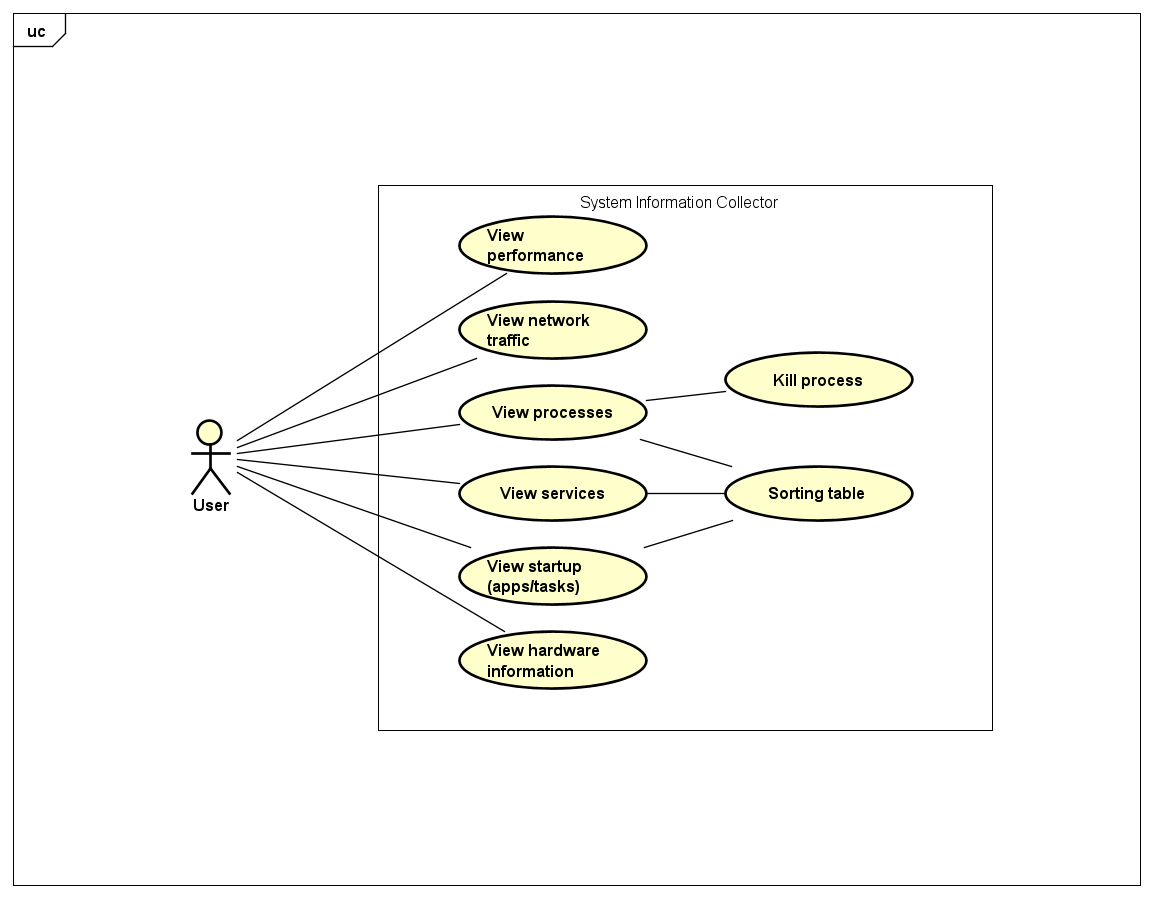 uc
System Information Collector
View
performance
View network
traffic
Kill process
View processes
View services
Sorting table
User
View startup
(apps/tasks)
View hardware
information